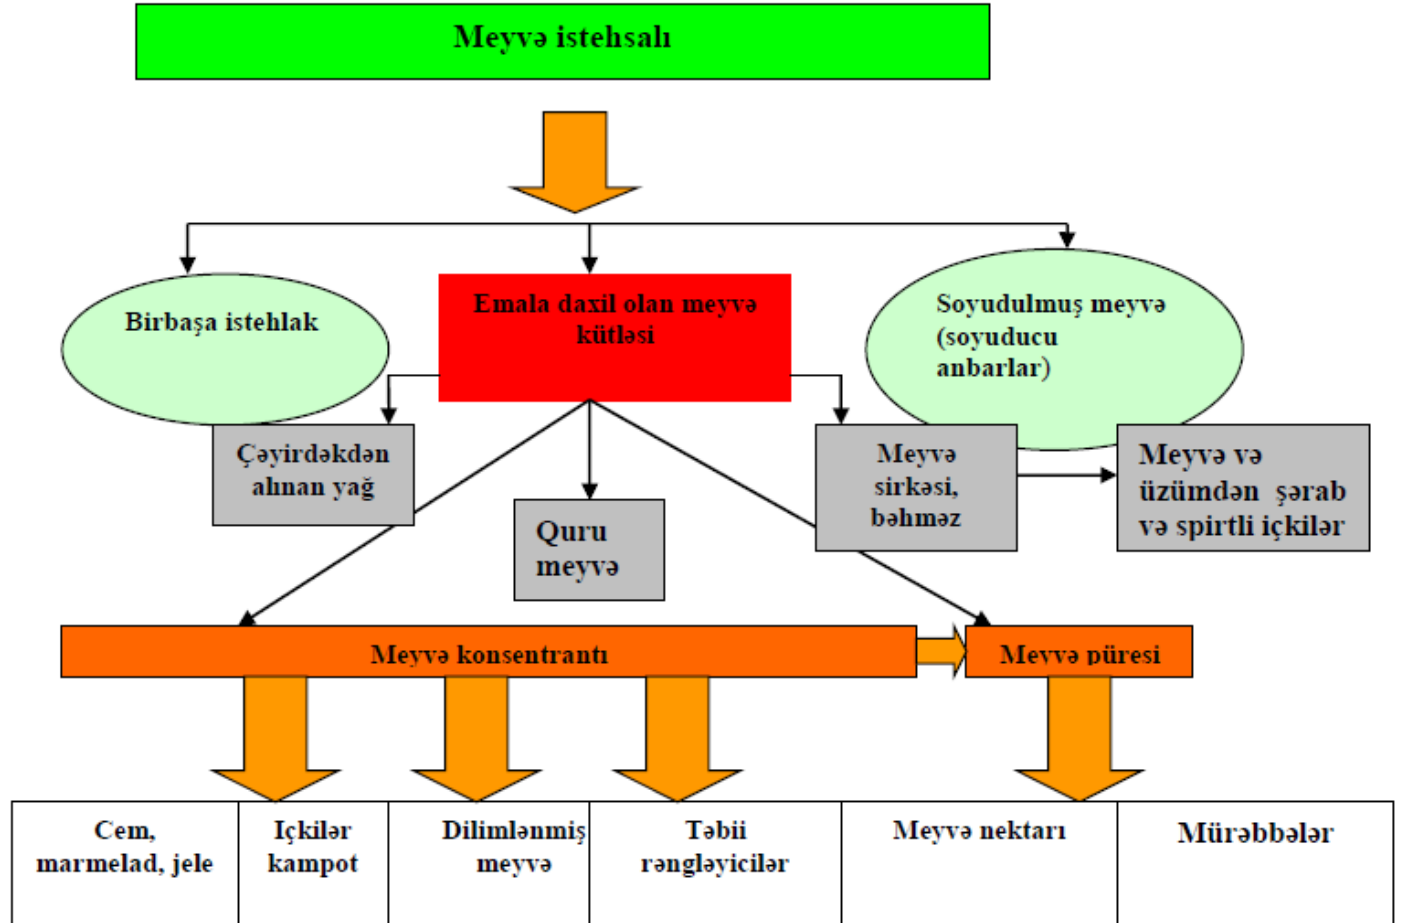 Meyvə istehsalı
Birbaşa istehlak
Emala daxil olan meyvə
kütləsi
Soyudulmuş meyvə
(soyuducu
anbarlar)
Çəyirdəkdən
alınan yağ
Quru
meyvə
Meyvə
sirkəsi,
bəhməz
Meyvə və
üzümdən şərab
və spirtli içkilər
Meyvə konsentrantı
Meyvə püresi
Cem,
marmelad, jele
Içkilər
kampot
Dilimlənmiş
meyvə
Təbii
rəngləyicilər
Meyvə nektarı
Mürəbbələr